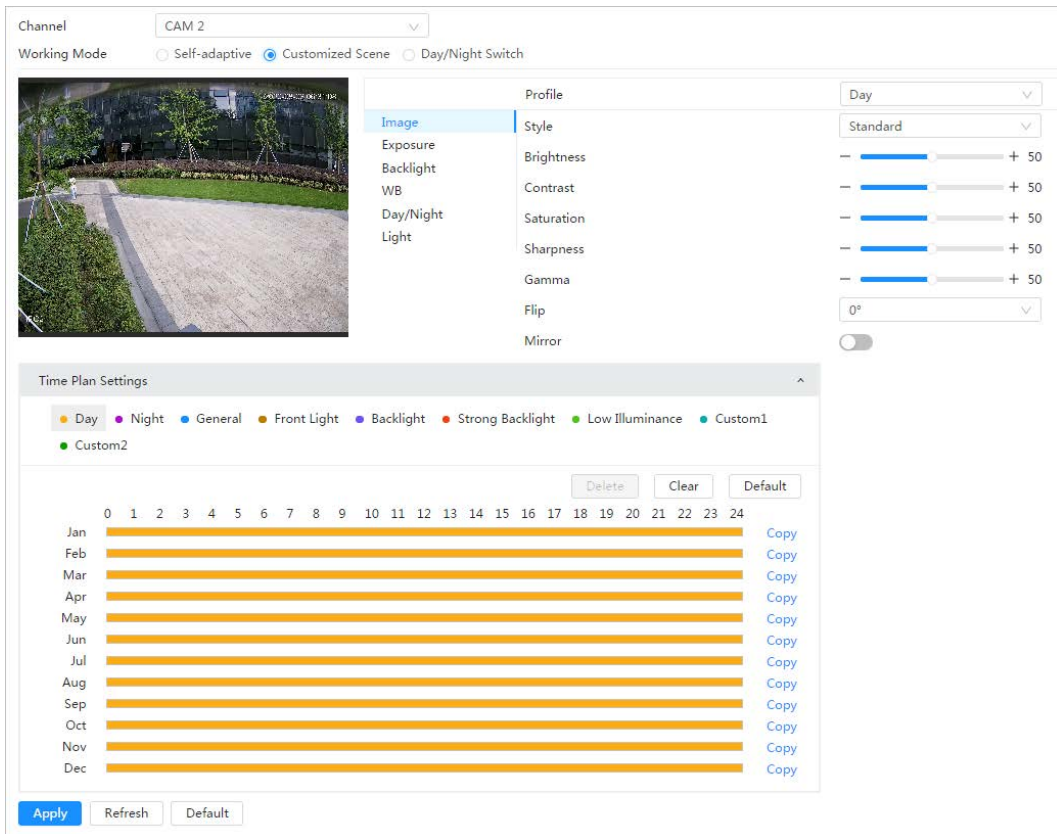 Channel CAM 2
Working Mode Self-adaptive Customized Scene Day/Night Switch
Profile Day
Image
Exposure
Backlight
WB
Day/Night
Light
Style Standard
Brightness − + 50
Contrast − + 50
Saturation − + 50
Sharpness − + 50
Gamma − + 50
Flip 0°
Mirror
Time Plan Settings
Day Night General Front Light Backlight Strong Backlight Low Illuminance Custom1
Custom2
Delete Clear Default
0 1 2 3 4 5 6 7 8 9 10 11 12 13 14 15 16 17 18 19 20 21 22 23 24
Jan Copy
Feb Copy
Mar Copy
Apr Copy
May Copy
Jun Copy
Jul Copy
Aug Copy
Sep Copy
Oct Copy
Nov Copy
Dec Copy
Apply Refresh Default